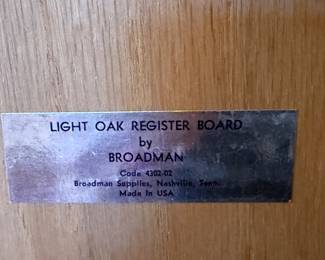 LIGHT OAK REGISTER BOARD
by
BROADMAN
Code 4302-02
Broadman Supplies, Nashville, Tenn.
Made In USA